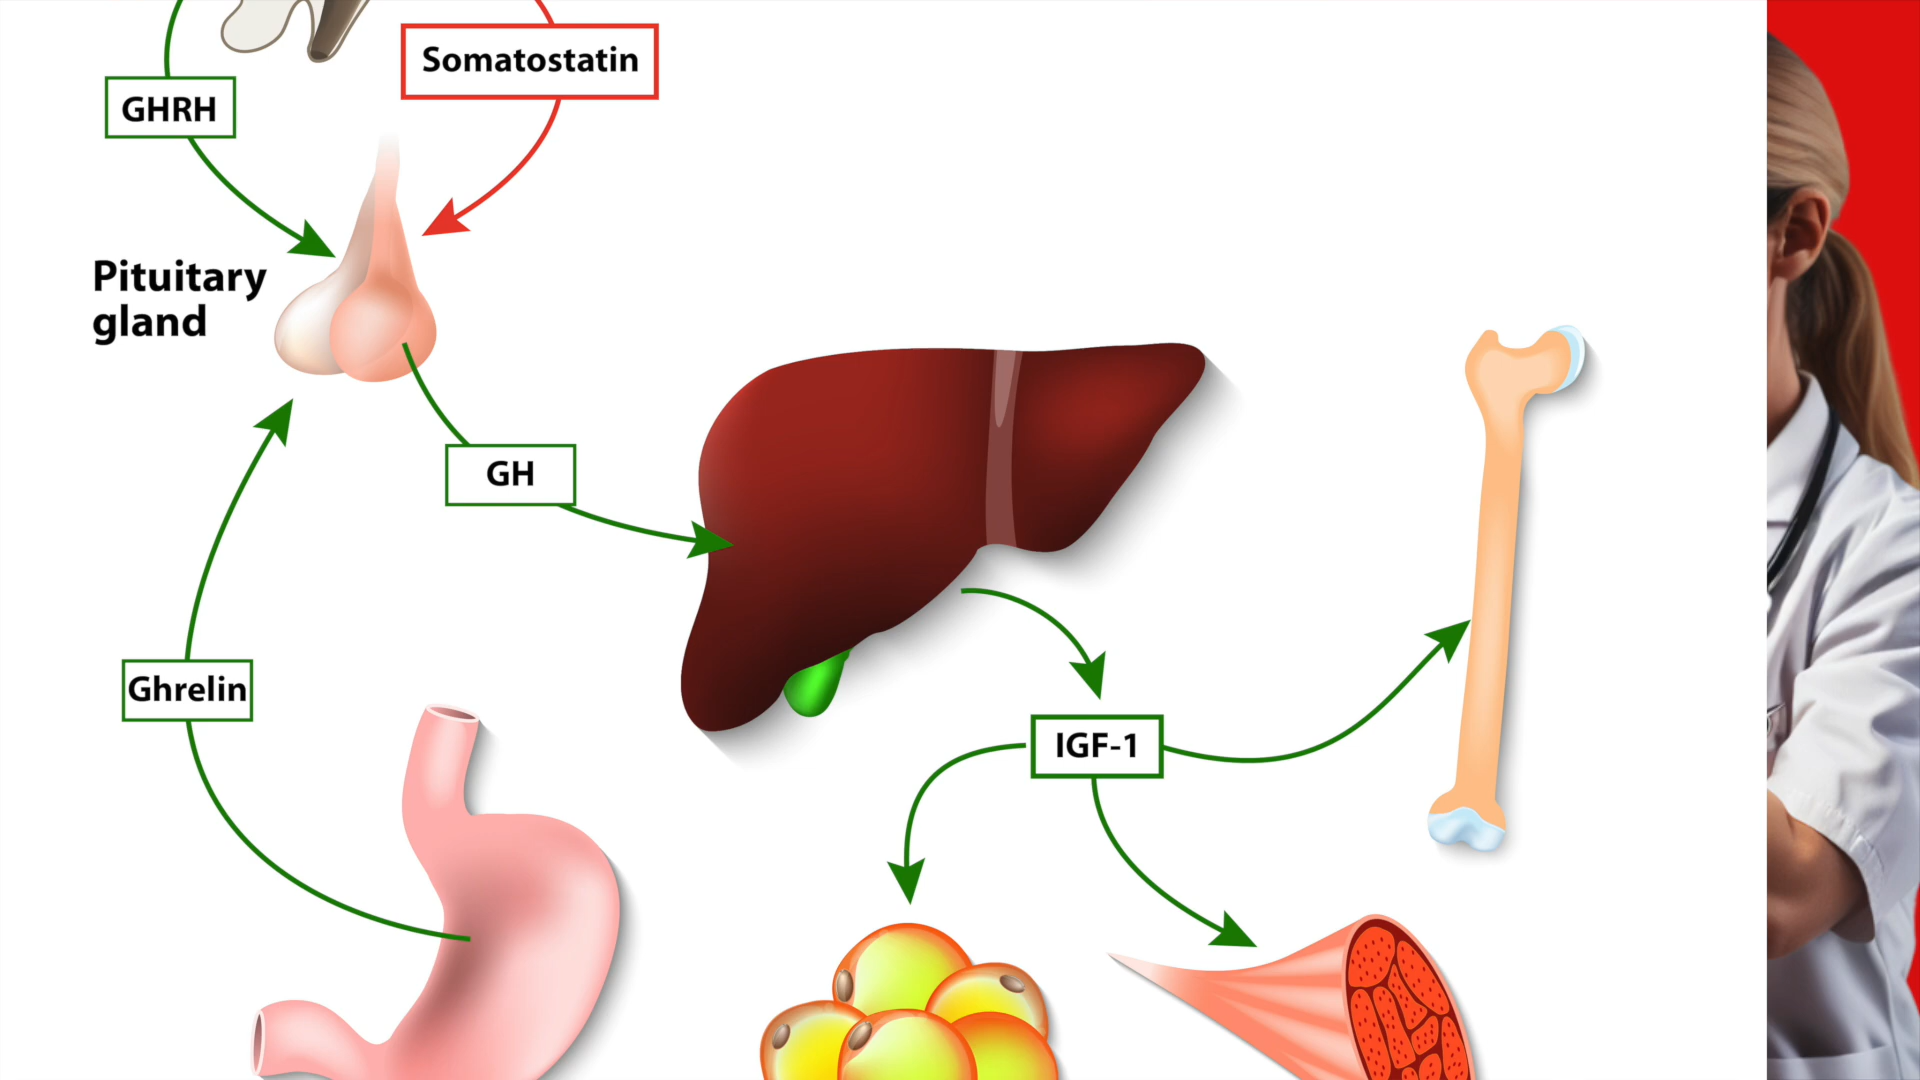 Somatostatin
GHRH
Pituitary
gland
GH
Ghrelin
IGF-1